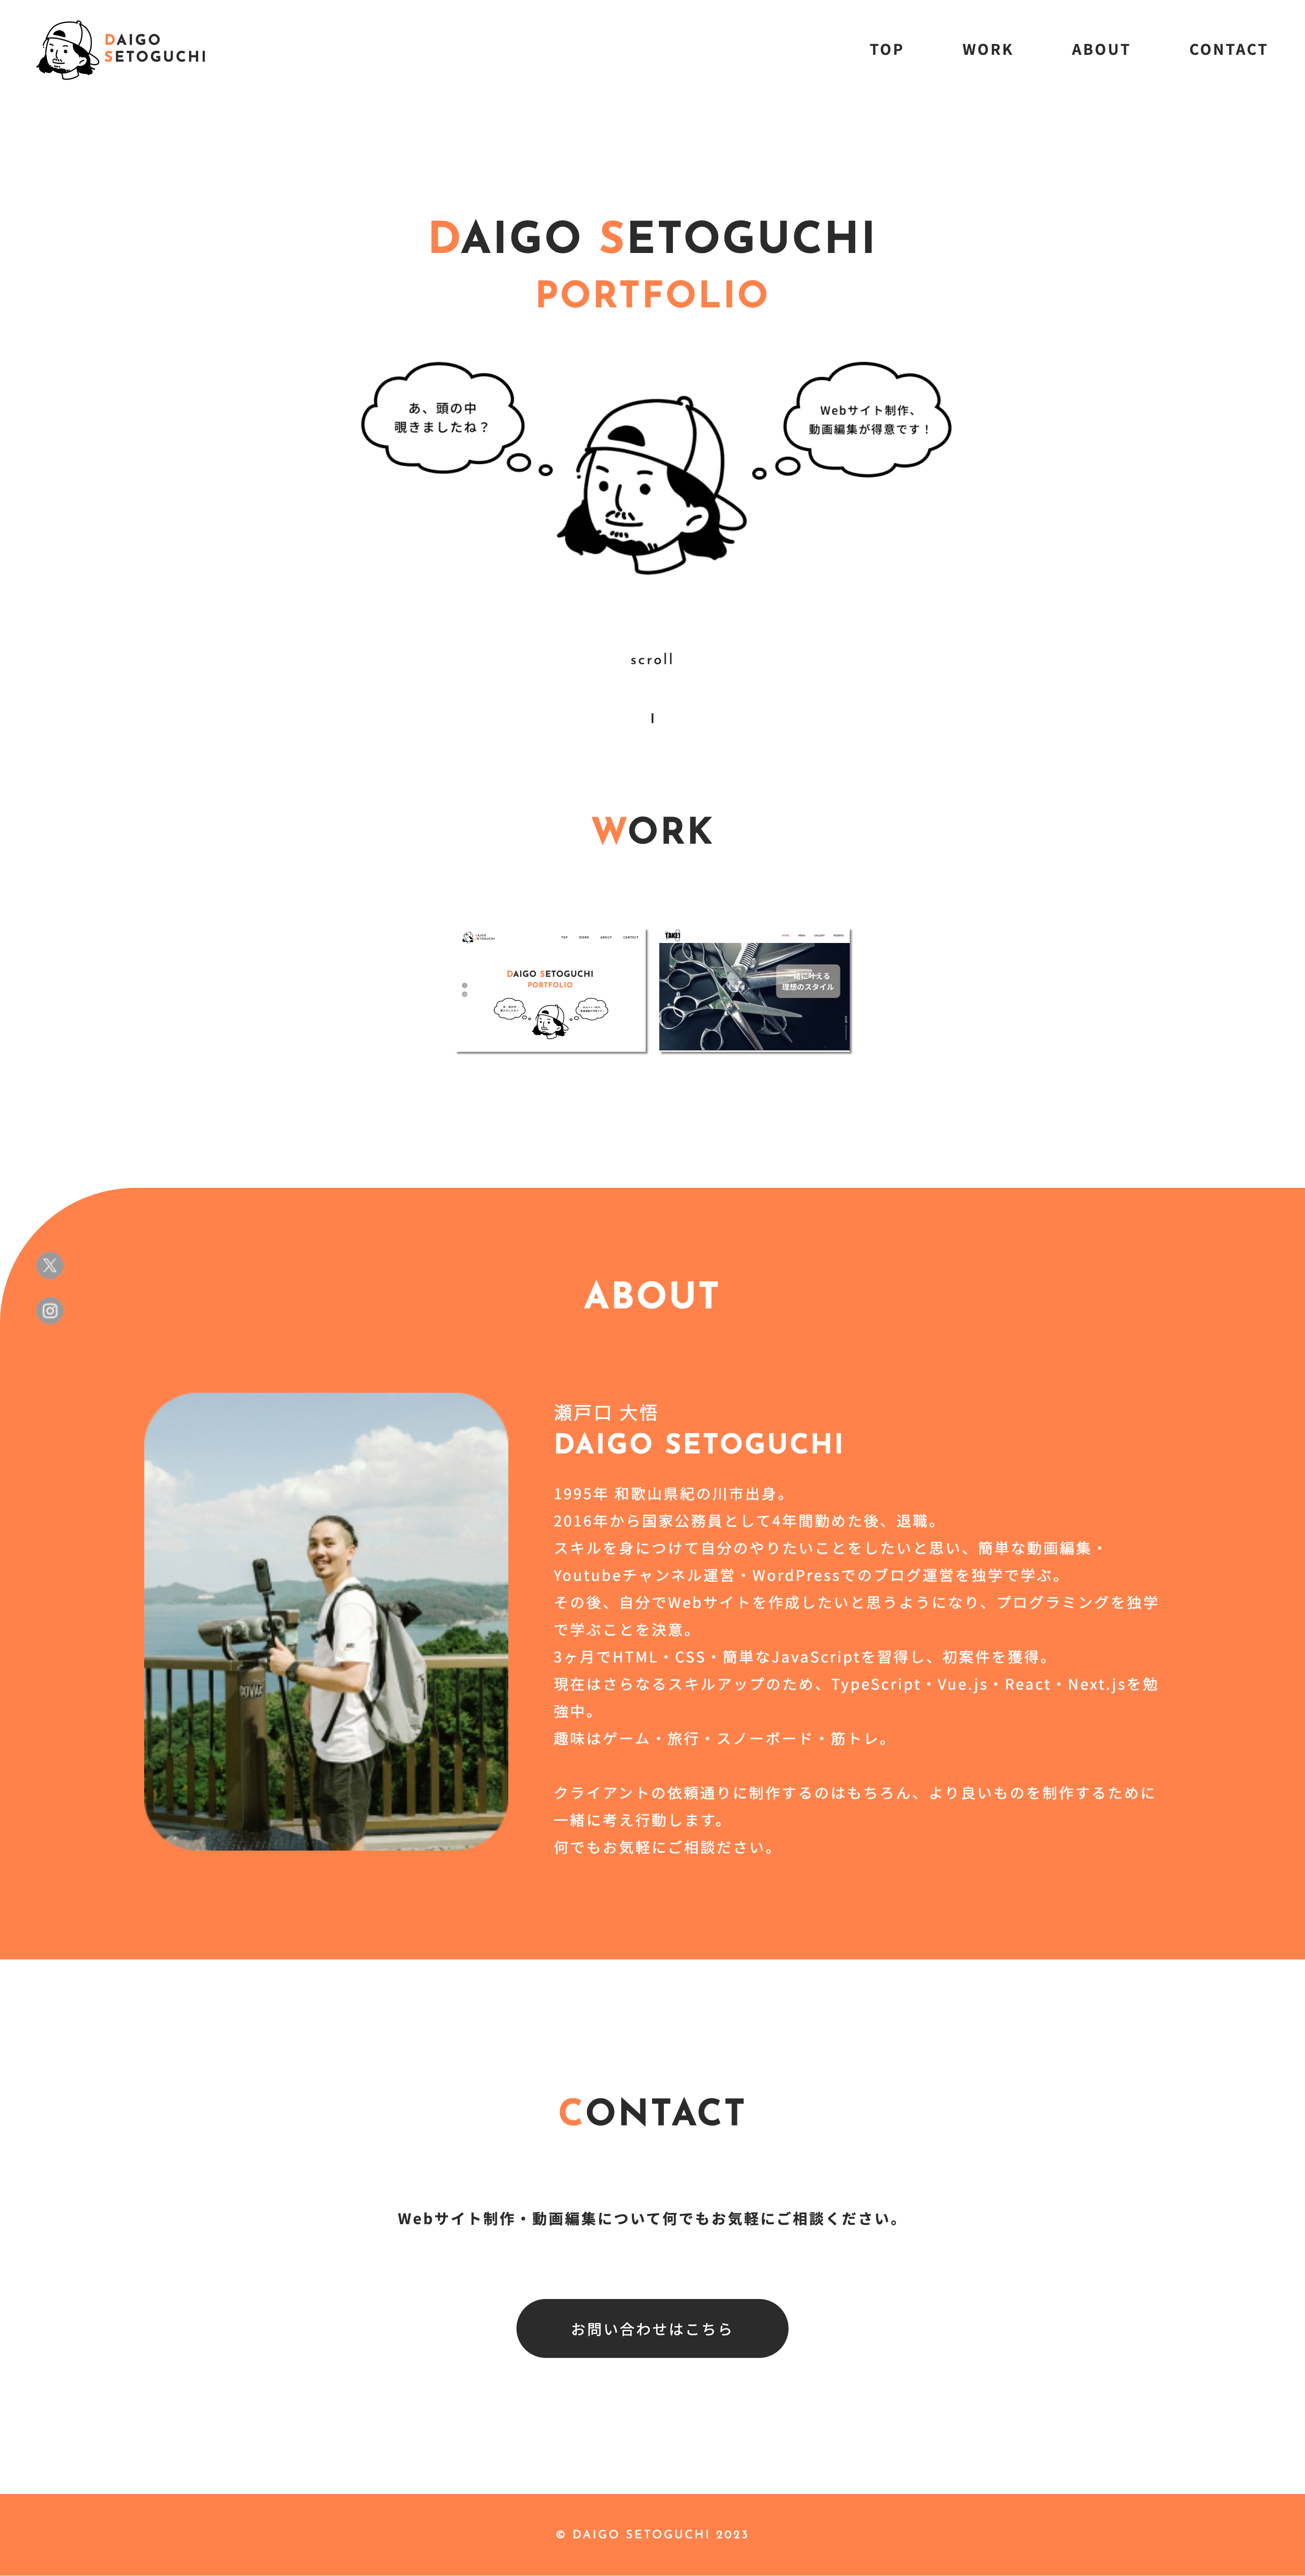 DAIGO
SETOGUCHI
TOP WORK ABOUT CONTACT
DAIGO SETOGUCHI
PORTFOLIO
あ、頭の中
覗きましたね？
Webサイト制作、
動画編集が得意です！
scroll
WORK
DAIGO
SETOGUCHI
TOP WORK ABOUT CONTACT
DAIGO SETOGUCHI
PORTFOLIO
TAKE1
一緒に叶える
理想のスタイル
ABOUT
瀬戸口 大悟
DAIGO SETOGUCHI
1995年 和歌山県紀の川市出身。
2016年から国家公務員として4年間勤めた後、退職。
スキルを身につけて自分のやりたいことをしたいと思い、簡単な動画編集・
Youtubeチャンネル運営・WordPressでのブログ運営を独学で学ぶ。
その後、自分でWebサイトを作成したいと思うようになり、プログラミングを独学
で学ぶことを決意。
3ヶ月でHTML・CSS・簡単なJavaScriptを習得し、初案件を獲得。
現在はさらなるスキルアップのため、TypeScript・Vue.js・React・Next.jsを勉
強中。
趣味はゲーム・旅行・スノーボード・筋トレ。
クライアントの依頼通りに制作するのはもちろん、より良いものを制作するために
一緒に考え行動します。
何でもお気軽にご相談ださい。
CONTACT
Webサイト制作・動画編集について何でもお気軽にご相談ください。
お問い合わせはこちら
© DAIGO SETOGUCHI 2023